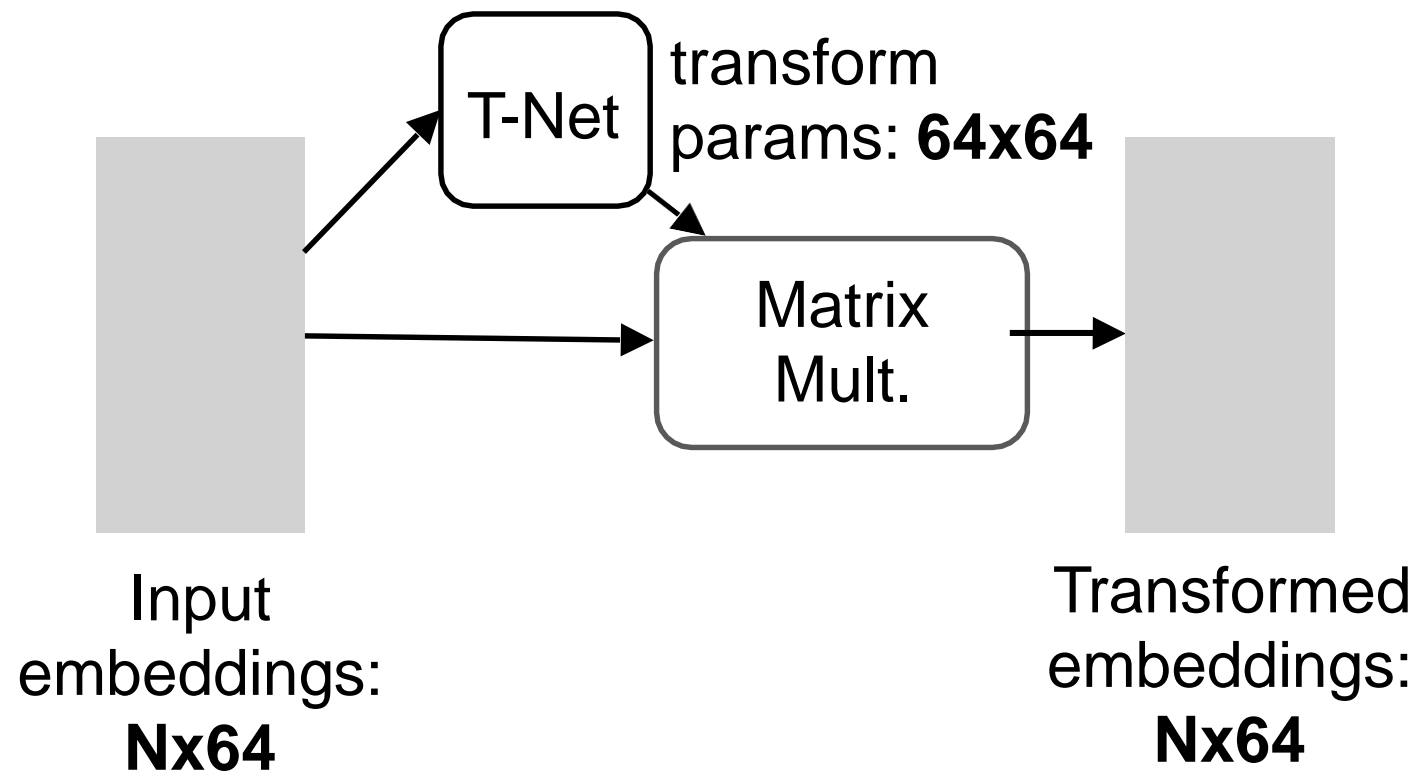 T-Net
transform
params: 64x64
Matrix
Mult.
Input
embeddings:
Nx64
Transformed
embeddings:
Nx64